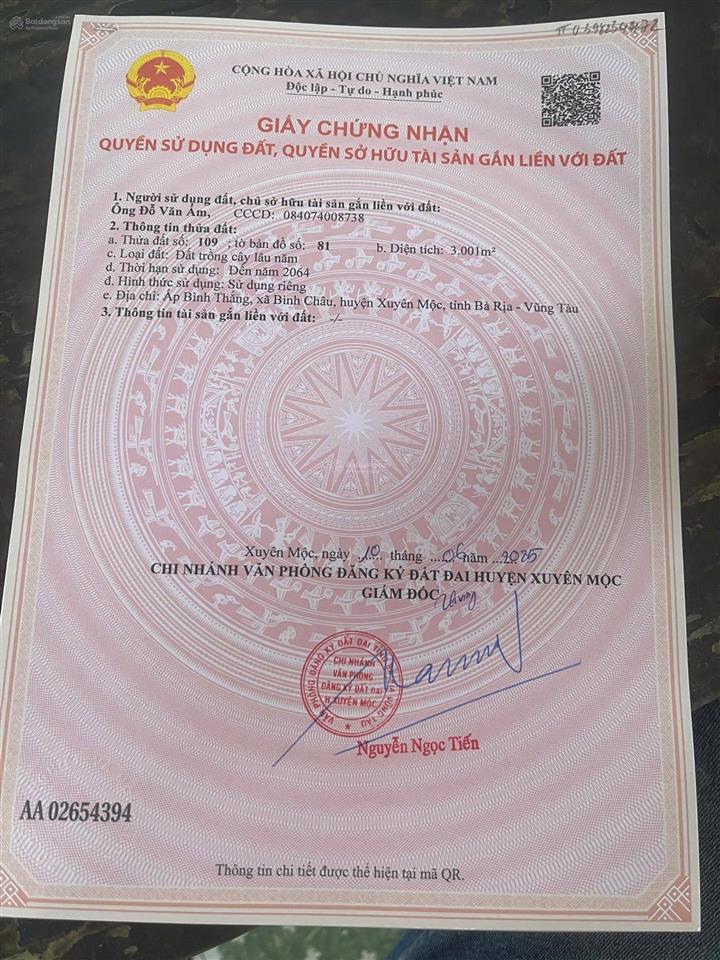 Batdongsan
CỘNG HÒA XÃ HỘI CHỦ NGHĨA VIỆT NAM
Độc lập - Tự do - Hạnh phúc
GIẤY CHỨNG NHẬN
QUYỀN SỬ DỤNG ĐẤT, QUYỀN SỞ HỮU TÀI SẢN GẮN LIỀN VỚI ĐẤT
1. Người sử dụng đất, chủ sở hữu tài sản gắn liền với đất:
Ông Đỗ Văn Ám, CCCD: 084074008738
2. Thông tin thửa đất:
a. Thửa đất số: 109 ; tờ bản đồ số: 81 b. Diện tích: 3.001m²
c. Loại đất: Đất trồng cây lâu năm
d. Thời hạn sử dụng: Đến năm 2064
đ. Hình thức sử dụng: Sử dụng riêng
e. Địa chỉ: Ấp Bình Thắng, xã Bình Châu, huyện Xuyên Mộc, tỉnh Bà Rịa - Vũng Tàu
3. Thông tin tài sản gắn liền với đất: -/-
Xuyên Mộc, ngày 10 tháng 06 năm 2025
CHI NHÁNH VĂN PHÒNG ĐĂNG KÝ ĐẤT ĐAI HUYỆN XUYÊN MỘC
GIÁM ĐỐC
CHI NHÁNH
VĂN PHÒNG
ĐĂNG KÝ ĐẤT ĐAI
H.XUYÊN MỘC
Nguyễn Ngọc Tiến
AA 02654394
Thông tin chi tiết được thể hiện tại mã QR.